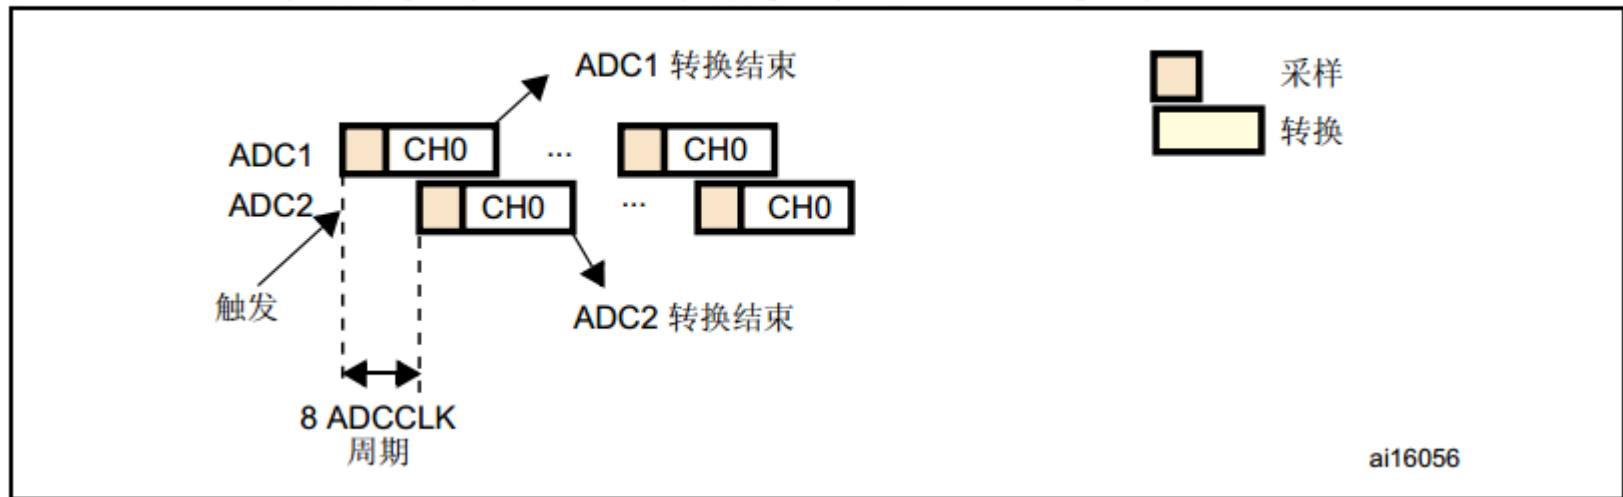 ADC1 转换结束
采样
转换
ADC1
CH0
...
CH0
ADC2
CH0
...
CH0
触发
ADC2 转换结束
8 ADCCLK
周期
ai16056